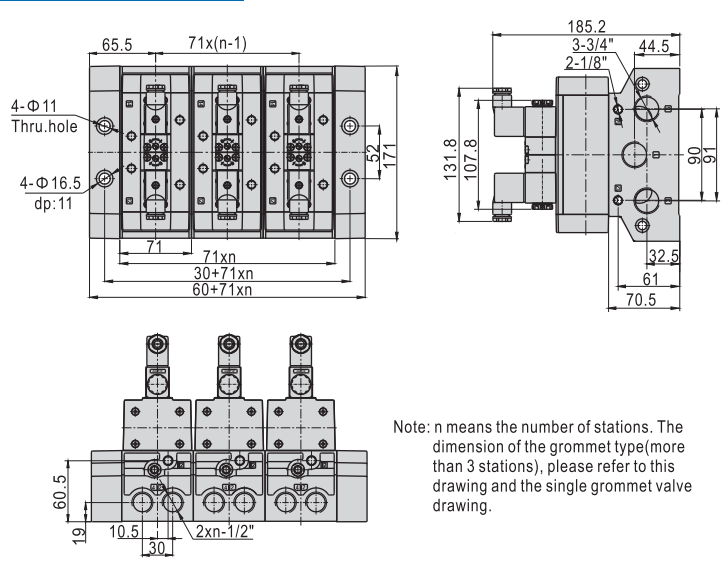 65.5
71x(n-1)
4-Φ11
Thru.hole
4-Φ16.5
dp:11
52
171
71
71xn
30+71xn
60+71xn
185.2
3-3/4"
44.5
2-1/8"
131.8
107.8
90
91
32.5
61
70.5
60.5
19
10.5
30
2xn-1/2"
Note: n means the number of stations. The
dimension of the grommet type(more
than 3 stations), please refer to this
drawing and the single grommet valve
drawing.